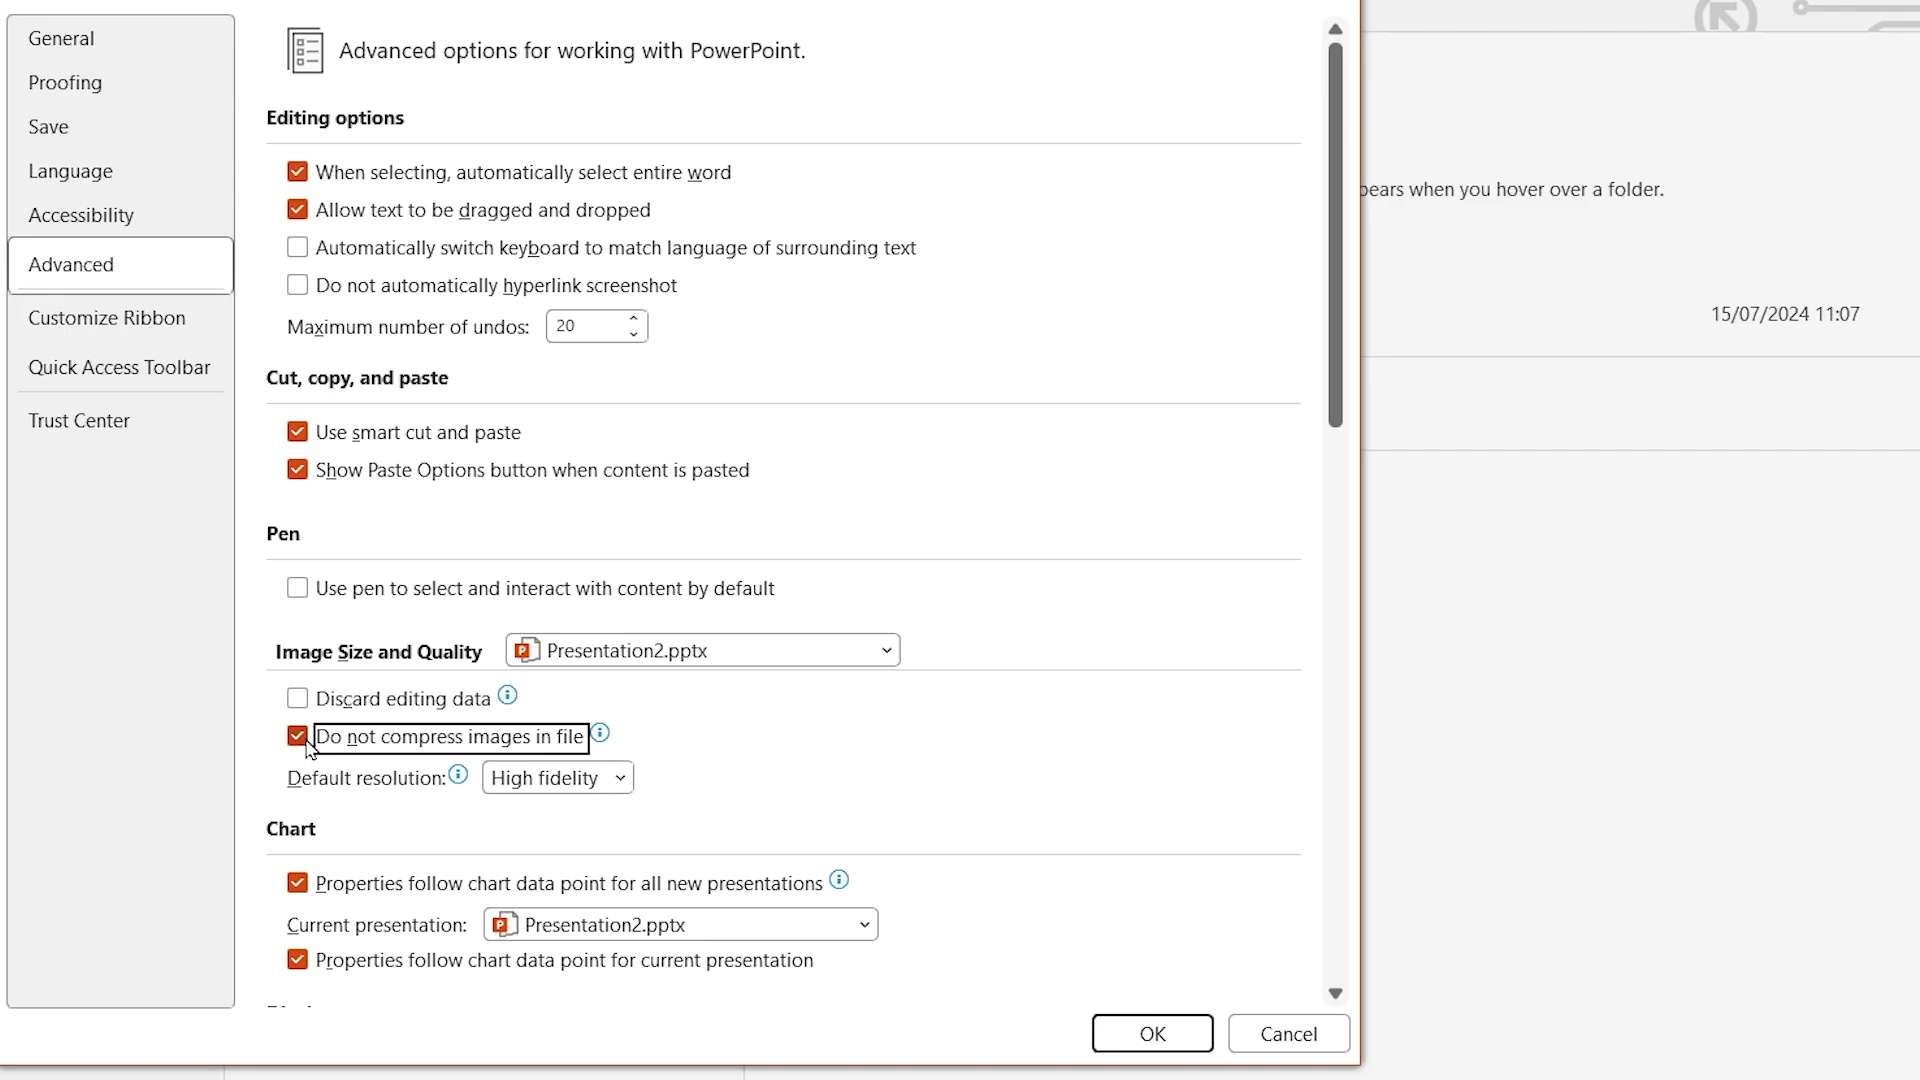 General
Proofing
Save
Language
Accessibility
Advanced
Customize Ribbon
Quick Access Toolbar
Trust Center
Advanced options for working with PowerPoint.
Editing options
When selecting, automatically select entire word
Allow text to be dragged and dropped
Automatically switch keyboard to match language of surrounding text
Do not automatically hyperlink screenshot
Maximum number of undos: 20
Cut, copy, and paste
Use smart cut and paste
Show Paste Options button when content is pasted
Pen
Use pen to select and interact with content by default
Image Size and Quality Presentation2.pptx
Discard editing data
Do not compress images in file
Default resolution: High fidelity
Chart
Properties follow chart data point for all new presentations
Current presentation: Presentation2.pptx
Properties follow chart data point for current presentation
OK Cancel
when you hover over a folder.
15/07/2024 11:07